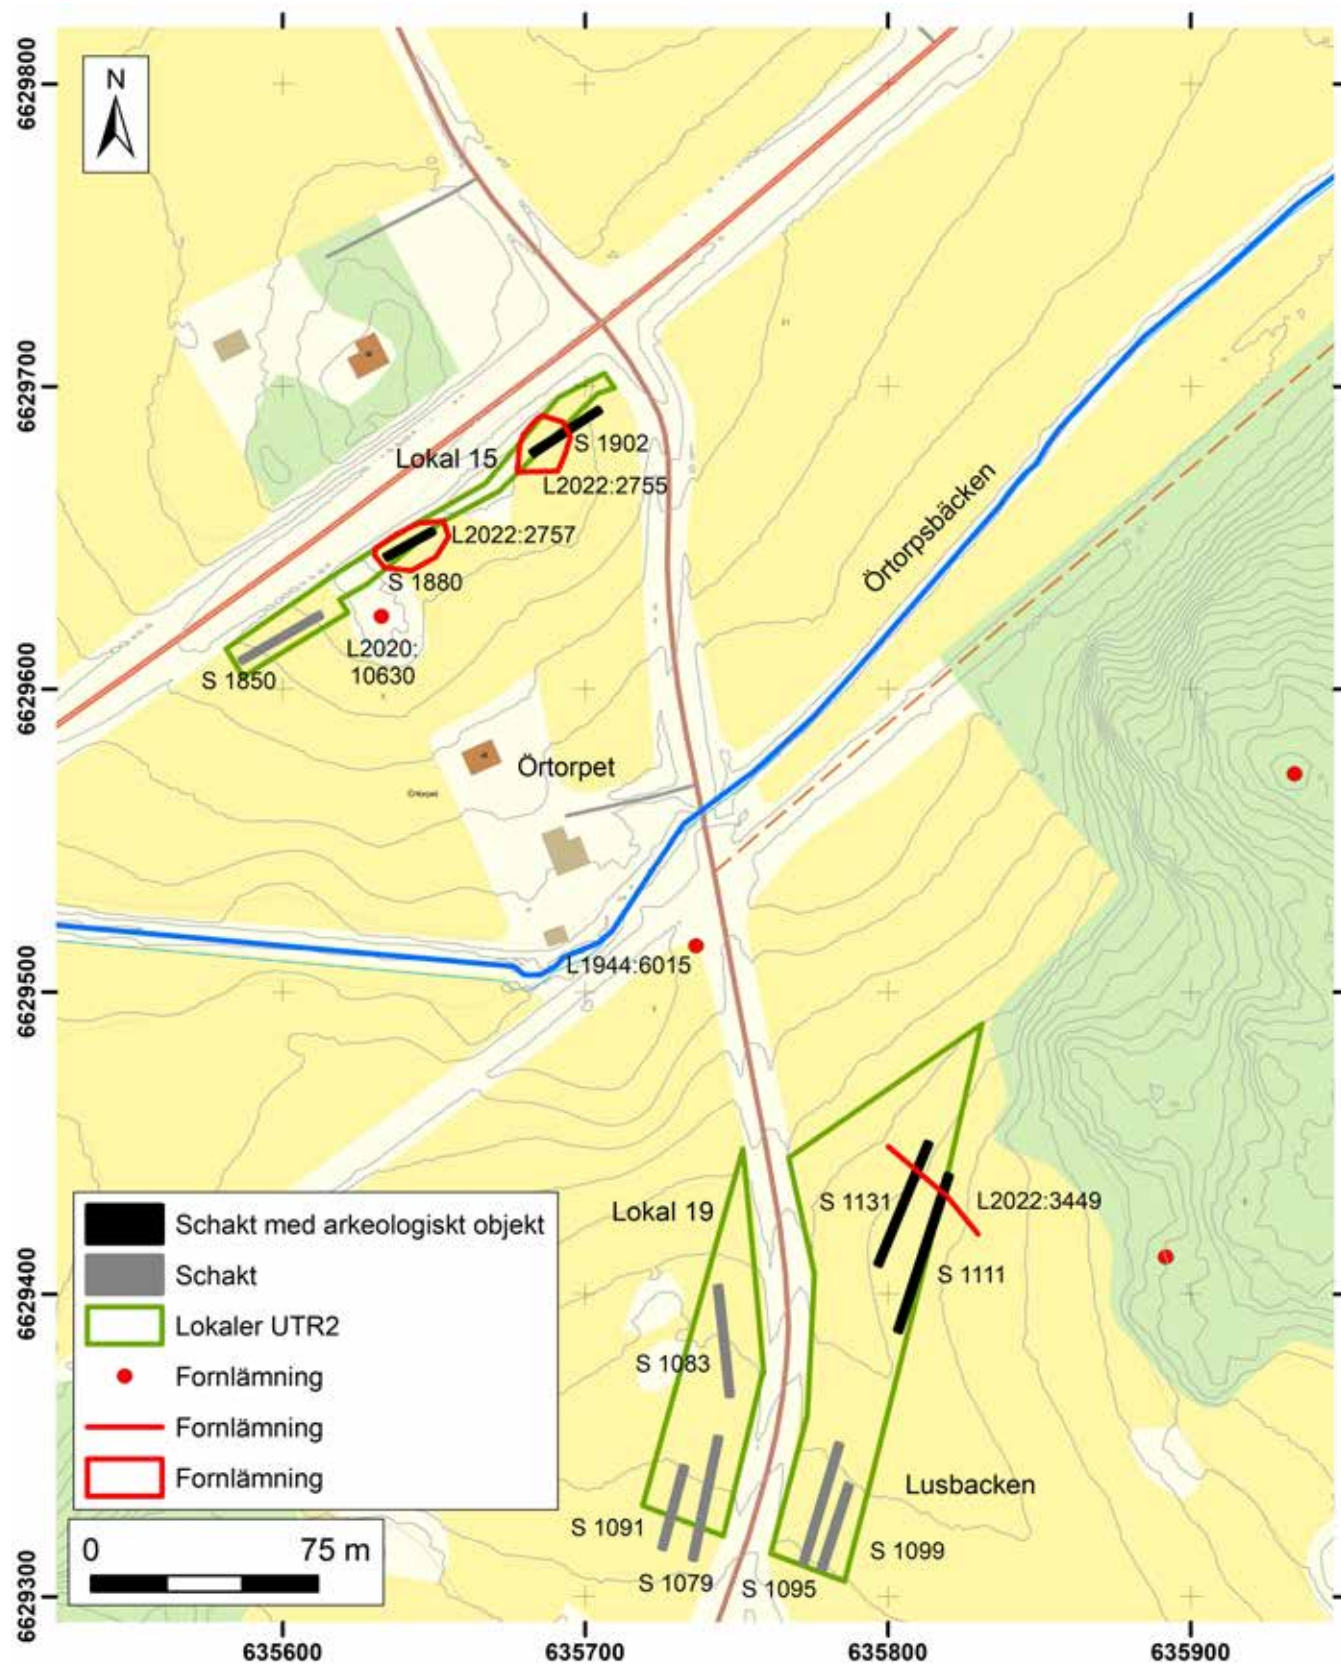 N
6629800
6629700
6629600
6629500
6629400
6629300
Lokal 15
S 1902
L2022:2755
L2022:2757
S 1880
L2020:
10630
S 1850
Örtorpsbäcken
Örtorpet
Örtorpet
L1944:6015
Lokal 19
S 1131
L2022:3449
S 1111
S 1083
Lusbacken
S 1091
S 1079
S 1095
S 1099
Schakt med arkeologiskt objekt
Schakt
Lokaler UTR2
Fornlämning
Fornlämning
Fornlämning
0 75 m
635600 635700 635800 635900